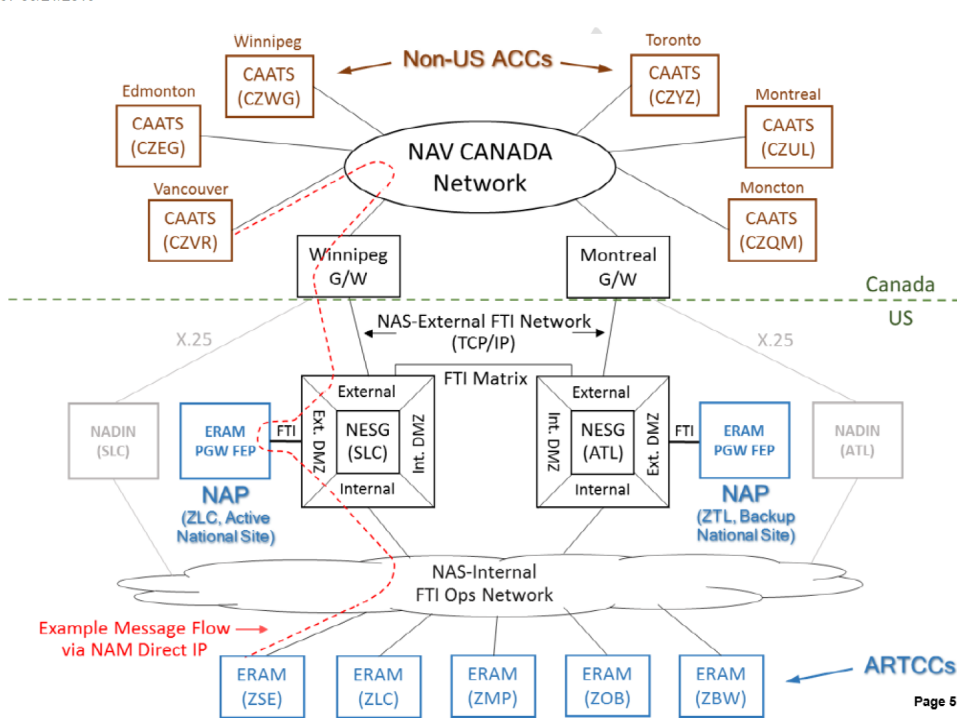 Winnipeg
Non-US ACCs
Toronto
CAATS
(CZWG)
CAATS
(CZYZ)
Edmonton
Montreal
CAATS
(CZEG)
CAATS
(CZUL)
NAV CANADA
Network
Vancouver
Moncton
CAATS
(CZVR)
CAATS
(CZQM)
Winnipeg
G/W
Montreal
G/W
Canada
US
NAS-External FTI Network
(TCP/IP)
X.25
X.25
FTI Matrix
External
Ext. DMZ
NESG
(SLC)
Int. DMZ
Internal
External
Int. DMZ
NESG
(ATL)
Ext. DMZ
Internal
NADIN
(SLC)
ERAM
PGW FEP
FTI
FTI
ERAM
PGW FEP
NADIN
(ATL)
NAP
(ZLC, Active
National Site)
NAP
(ZTL, Backup
National Site)
NAS-Internal
FTI Ops Network
Example Message Flow
via NAM Direct IP
ERAM
(ZSE)
ERAM
(ZLC)
ERAM
(ZMP)
ERAM
(ZOB)
ERAM
(ZBW)
ARTCCs
Page 5